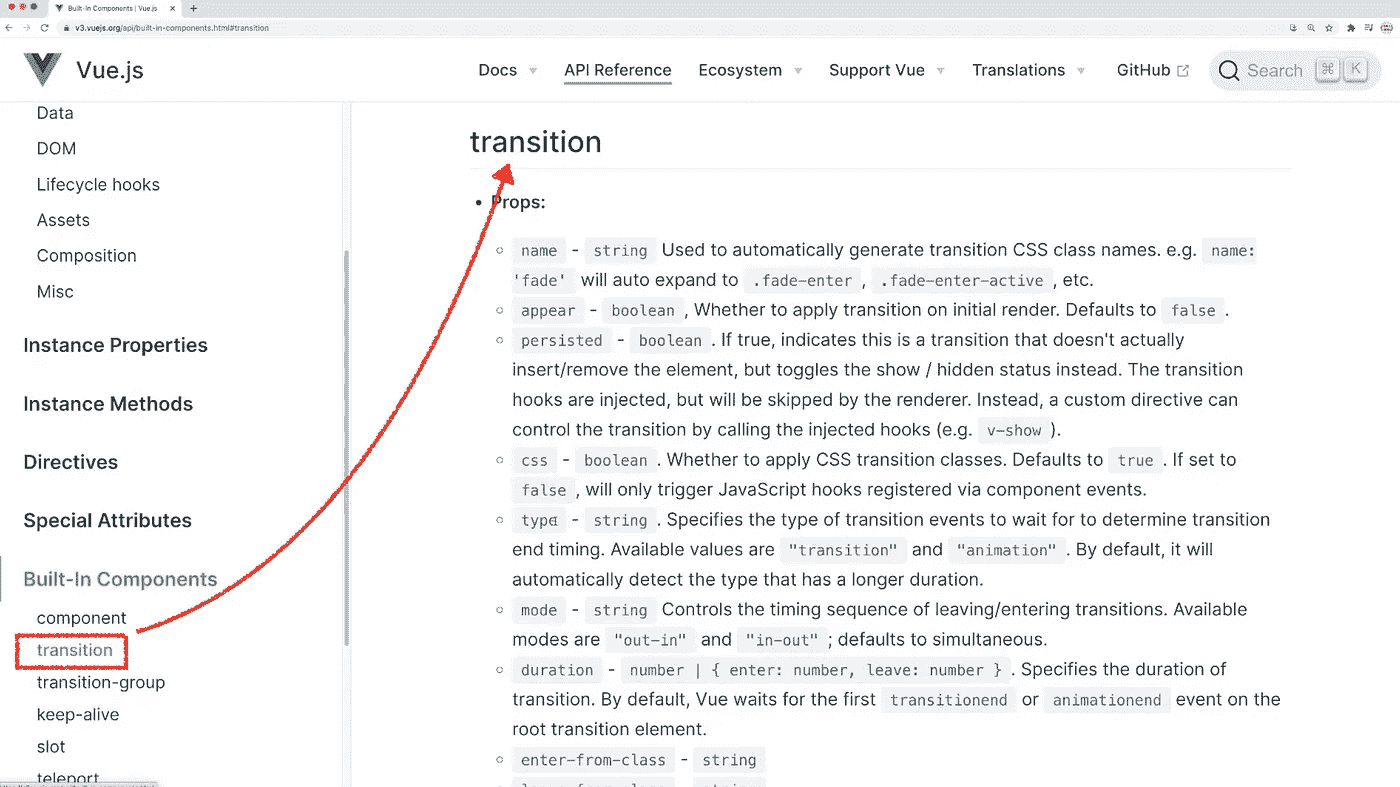 Built-In Components | Vue.js
v3.vuejs.org/api/built-in-components.html#transition
Vue.js
Docs API Reference Ecosystem Support Vue Translations GitHub Search ⌘ K
Data
DOM
Lifecycle hooks
Assets
Composition
Misc
Instance Properties
Instance Methods
Directives
Special Attributes
Built-In Components
component
transition
transition-group
keep-alive
slot
teleport
transition
Props:
name - string Used to automatically generate transition CSS class names. e.g. name:
'fade' will auto expand to .fade-enter , .fade-enter-active , etc.
appear - boolean , Whether to apply transition on initial render. Defaults to false .
persisted - boolean . If true, indicates this is a transition that doesn't actually
insert/remove the element, but toggles the show / hidden status instead. The transition
hooks are injected, but will be skipped by the renderer. Instead, a custom directive can
control the transition by calling the injected hooks (e.g. v-show ).
css - boolean . Whether to apply CSS transition classes. Defaults to true . If set to
false , will only trigger JavaScript hooks registered via component events.
type - string . Specifies the type of transition events to wait for to determine transition
end timing. Available values are "transition" and "animation" . By default, it will
automatically detect the type that has a longer duration.
mode - string Controls the timing sequence of leaving/entering transitions. Available
modes are "out-in" and "in-out" ; defaults to simultaneous.
duration - number | { enter: number, leave: number } . Specifies the duration of
transition. By default, Vue waits for the first transitionend or animationend event on the
root transition element.
enter-from-class - string